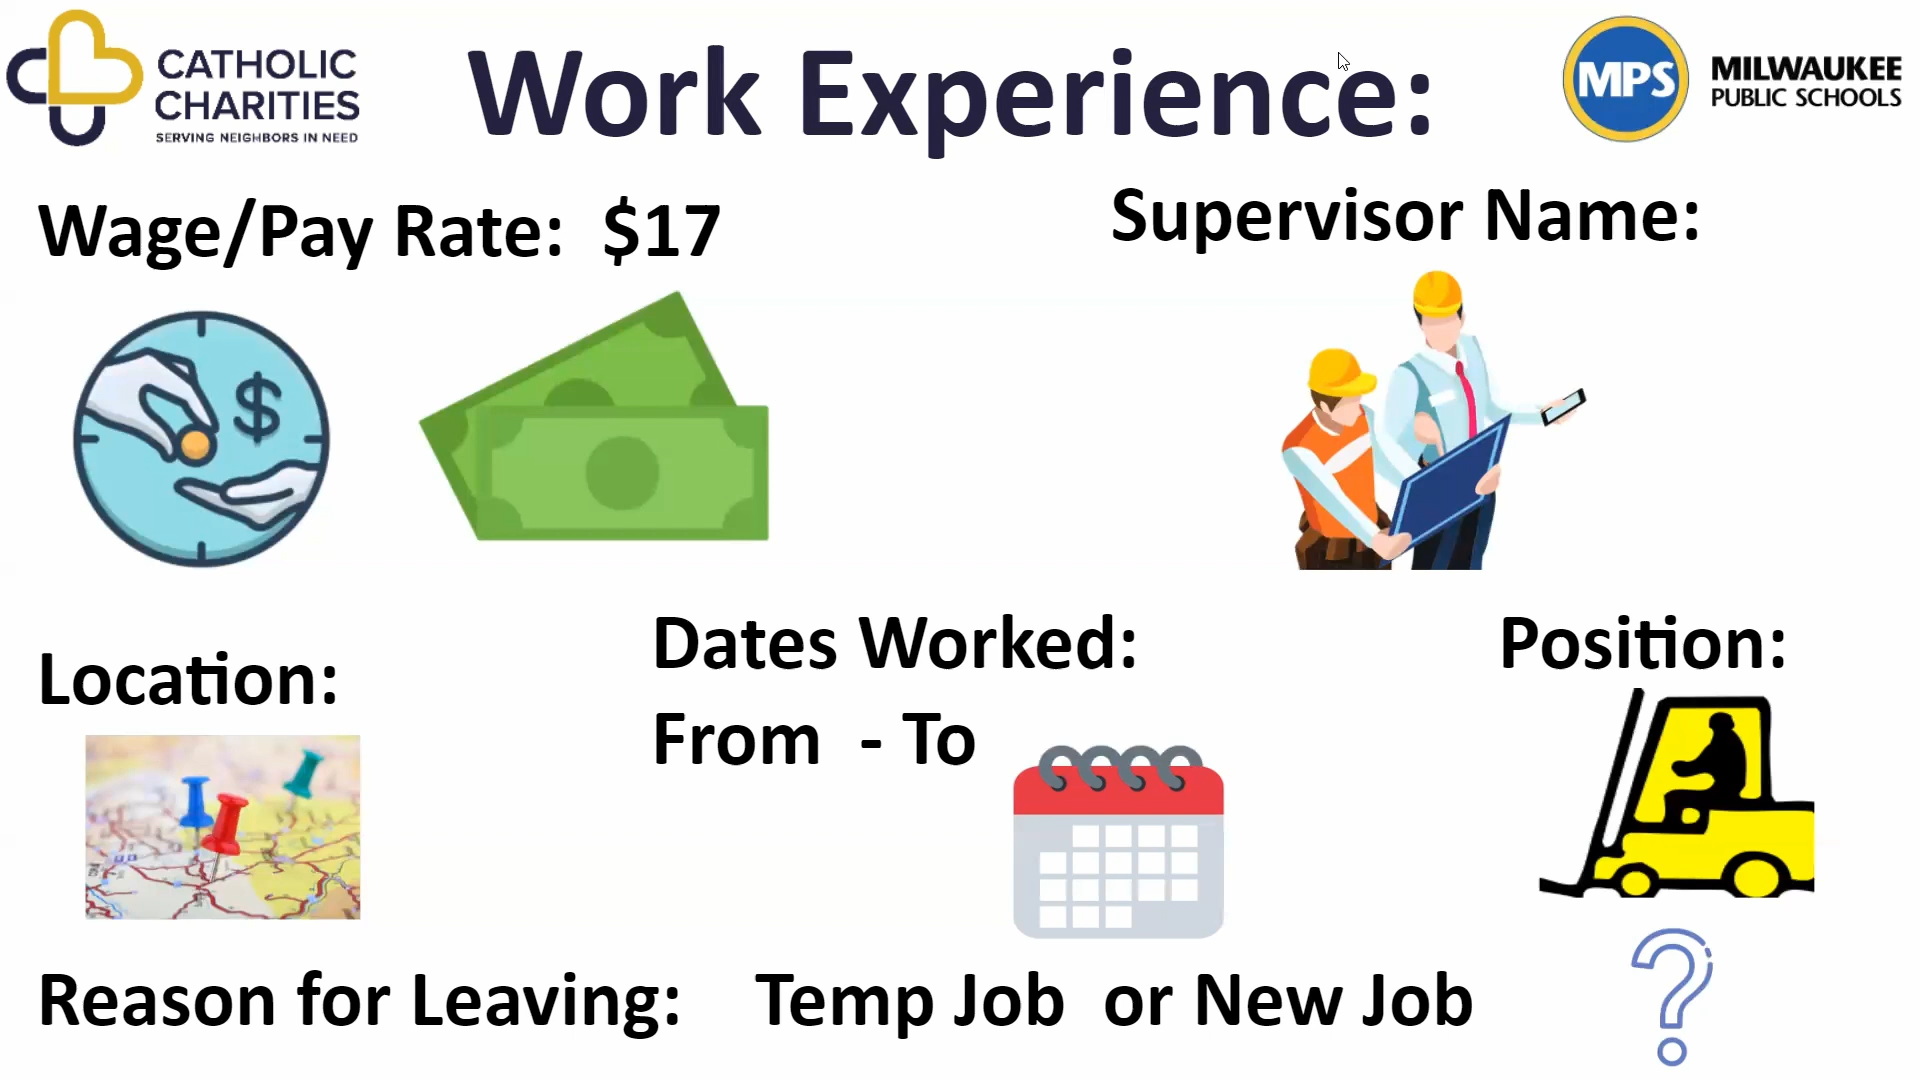 CATHOLIC
CHARITIES
SERVING NEIGHBORS IN NEED
Work Experience:
MPS
MILWAUKEE
PUBLIC SCHOOLS
Wage/Pay Rate: $17
Supervisor Name:
$
Location:
Dates Worked:
From - To
Position:
Reason for Leaving: Temp Job or New Job
?